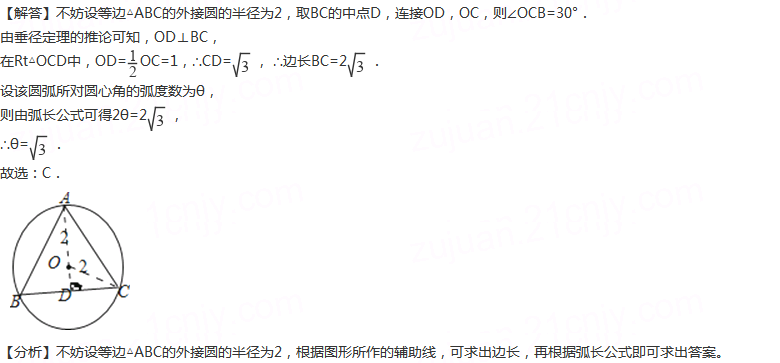 【解答】不妨设等边△ABC的外接圆的半径为2，取BC的中点D，连接OD，OC，则∠OCB=30°．
由垂径定理的推论可知，OD⊥BC，
在Rt△OCD中，OD=1/2OC=1，∴CD=√3，∴边长BC=2√3．
设该圆弧所对圆心角的弧度数为θ，
则由弧长公式可得2θ=2√3，
∴θ=√3．
故选：C．
A
2
O 2
B D C
【分析】不妨设等边△ABC的外接圆的半径为2，根据图形所作的辅助线，可求出边长，再根据弧长公式即可求出答案。